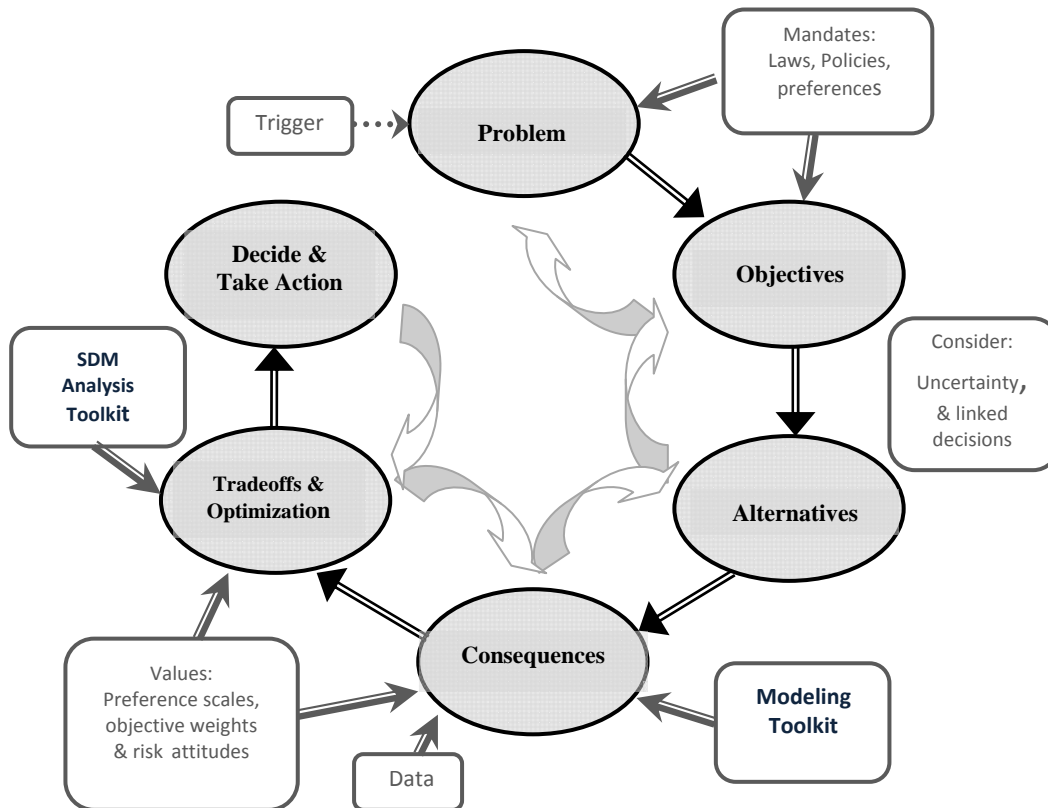 Mandates:
Laws, Policies,
preferences
Trigger
Problem
Decide &
Take Action
Objectives
SDM
Analysis
Toolkit
Consider:
Uncertainty,
& linked
decisions
Tradeoffs &
Optimization
Alternatives
Consequences
Values:
Preference scales,
objective weights
& risk attitudes
Modeling
Toolkit
Data